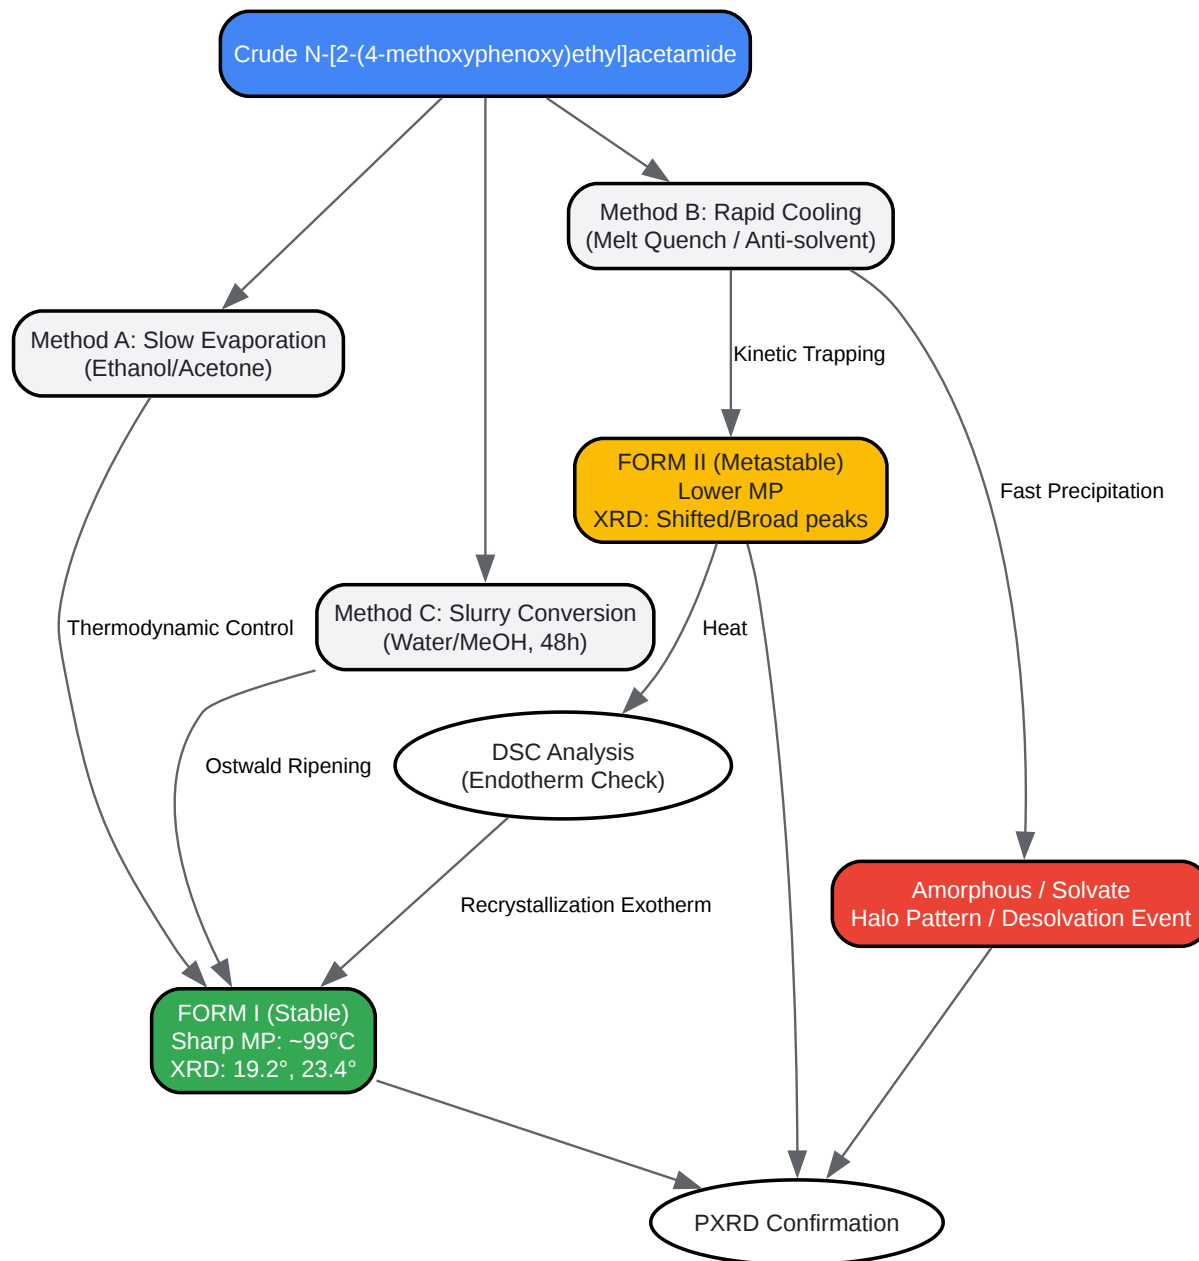 Crude N-[2-(4-methoxyphenoxy)ethyl]acetamide
Method B: Rapid Cooling
(Melt Quench / Anti-solvent)
Method A: Slow Evaporation
(Ethanol/Acetone)
Kinetic Trapping
FORM II (Metastable)
Lower MP
XRD: Shifted/Broad peaks
Fast Precipitation
Method C: Slurry Conversion
(Water/MeOH, 48h)
Thermodynamic Control
Heat
DSC Analysis
(Endotherm Check)
Ostwald Ripening
Recrystallization Exotherm
Amorphous / Solvate
Halo Pattern / Desolvation Event
FORM I (Stable)
Sharp MP: ~99°C
XRD: 19.2°, 23.4°
PXRD Confirmation